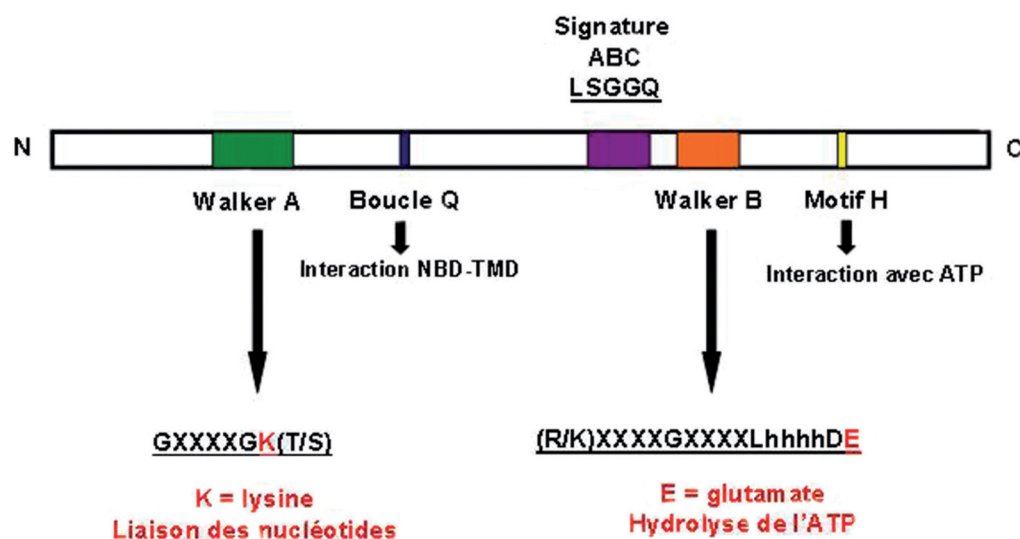 Signature
ABC
LSGGQ
N
C
Walker A
Boucle Q
Walker B
Motif H
Interaction NBD-TMD
Interaction avec ATP
GXXXXGK(T/S)
(R/K)XXXXGXXXXLhhhhDE
K = lysine
Liaison des nucléotides
E = glutamate
Hydrolyse de l'ATP